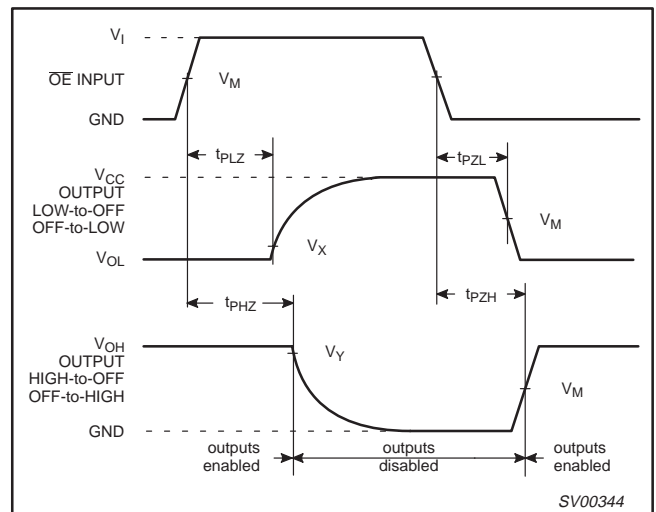 VI
OE INPUT
VM
GND
tPLZ
tPZL
VCC
OUTPUT
LOW-to-OFF
OFF-to-LOW
VM
VX
VOL
tPHZ
tPZH
VOH
OUTPUT
HIGH-to-OFF
OFF-to-HIGH
VY
VM
GND
outputs
enabled
outputs
disabled
outputs
enabled
SV00344